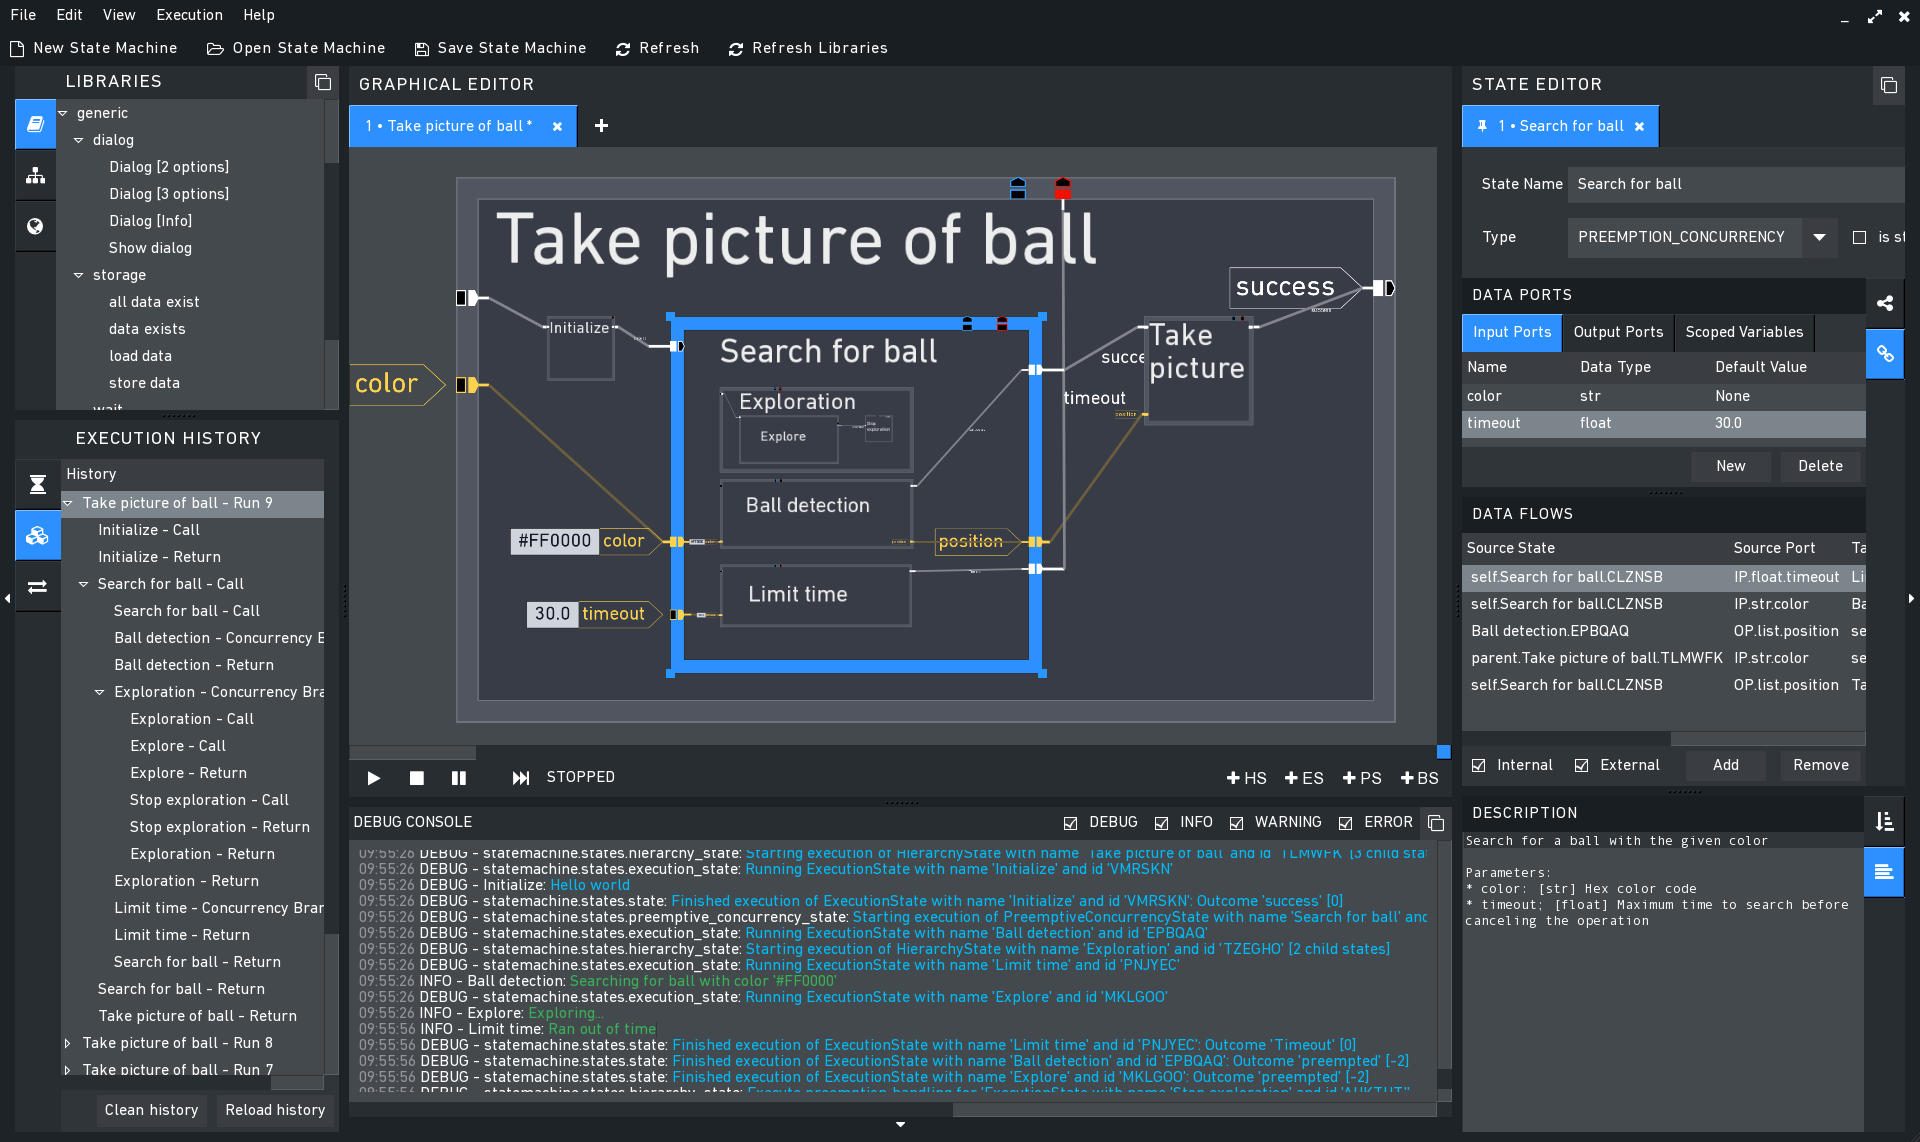 File Edit View Execution Help
New State Machine Open State Machine Save State Machine Refresh Refresh Libraries
LIBRARIES
generic
dialog
Dialog [2 options]
Dialog [3 options]
Dialog [Info]
Show dialog
storage
all data exist
data exists
load data
store data
wait
EXECUTION HISTORY
History
Take picture of ball - Run 9
Initialize - Call
Initialize - Return
Search for ball - Call
Search for ball - Call
Ball detection - Concurrency E
Ball detection - Return
Exploration - Concurrency Bra
Exploration - Call
Explore - Call
Explore - Return
Stop exploration - Call
Stop exploration - Return
Exploration - Return
Exploration - Return
Limit time - Concurrency Bran
Limit time - Return
Search for ball - Return
Search for ball - Return
Take picture of ball - Return
Take picture of ball - Run 8
Take picture of ball - Run 7
Clean history Reload history
GRAPHICAL EDITOR
1 • Take picture of ball *
Take picture of ball
success
success
Initialize
Search for ball
Take
picture
succe
timeout
position
color
Exploration
Explore
Stop
exploration
Ball detection
#FF0000 color
position
Limit time
30.0 timeout
STOPPED
HS ES PS BS
DEBUG CONSOLE
DEBUG INFO WARNING ERROR
09:55:26 DEBUG - statemachine.states.hierarchy_state: Starting execution of HierarchyState with name 'Take picture of ball' and id 'TLMWFK' [3 child stat
09:55:26 DEBUG - statemachine.states.execution_state: Running ExecutionState with name 'Initialize' and id 'VMRSKN'
09:55:26 DEBUG - Initialize: Hello world
09:55:26 DEBUG - statemachine.states.state: Finished execution of ExecutionState with name 'Initialize' and id 'VMRSKN': Outcome 'success' [0]
09:55:26 DEBUG - statemachine.states.preemptive_concurrency_state: Starting execution of PreemptiveConcurrencyState with name 'Search for ball' and
09:55:26 DEBUG - statemachine.states.execution_state: Running ExecutionState with name 'Ball detection' and id 'EPBQAQ'
09:55:26 DEBUG - statemachine.states.hierarchy_state: Starting execution of HierarchyState with name 'Exploration' and id 'TZEGHO' [2 child states]
09:55:26 DEBUG - statemachine.states.execution_state: Running ExecutionState with name 'Limit time' and id 'PNJYEC'
09:55:26 INFO - Ball detection: Searching for ball with color '#FF0000'
09:55:26 DEBUG - statemachine.states.execution_state: Running ExecutionState with name 'Explore' and id 'MKLGOO'
09:55:26 INFO - Explore: Exploring...
09:55:56 INFO - Limit time: Ran out of time
09:55:56 DEBUG - statemachine.states.state: Finished execution of ExecutionState with name 'Limit time' and id 'PNJYEC': Outcome 'Timeout' [0]
09:55:56 DEBUG - statemachine.states.state: Finished execution of ExecutionState with name 'Ball detection' and id 'EPBQAQ': Outcome 'preempted' [-2]
09:55:56 DEBUG - statemachine.states.state: Finished execution of ExecutionState with name 'Explore' and id 'MKLGOO': Outcome 'preempted' [-2]
09:55:56 DEBUG - statemachine.states.hierarchy_state: Execute preemption handling for 'ExecutionState with name 'Stop exploration' and id
STATE EDITOR
1 • Search for ball
State Name Search for ball
Type PREEMPTION_CONCURRENCY is st
DATA PORTS
Input Ports Output Ports Scoped Variables
Name Data Type Default Value
color str None
timeout float 30.0
New Delete
DATA FLOWS
Source State Source Port Ta
self.Search for ball.CLZNSB IP.float.timeout Li
self.Search for ball.CLZNSB IP.str.color Ba
Ball detection.EPBQAQ OP.list.position se
parent.Take picture of ball.TLMWFK IP.str.color se
self.Search for ball.CLZNSB OP.list.position Ta
Internal External Add Remove
DESCRIPTION
Search for a ball with the given color
Parameters:
* color: [str] Hex color code
* timeout; [float] Maximum time to search before
canceling the operation